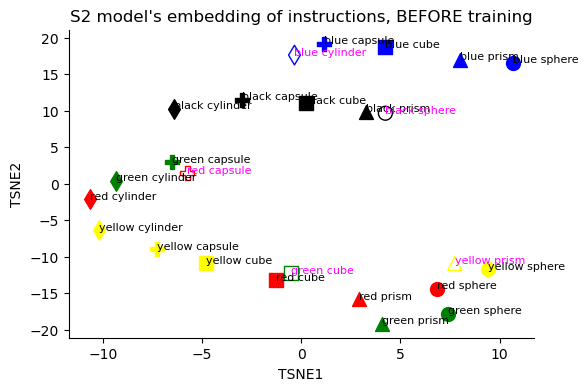 S2 model's embedding of instructions, BEFORE training
blue capsule
blue cube
blue cylinder
blue prism
blue sphere
black capsule
black cube
black cylinder
black prism
black sphere
green capsule
red capsule
green cylinder
red cylinder
yellow cylinder
yellow capsule
yellow cube
green cube
red cube
yellow prism
yellow sphere
red sphere
red prism
green sphere
green prism
20
15
10
5
0
−5
−10
−15
−20
TSNE2
−10
−5
0
5
10
TSNE1